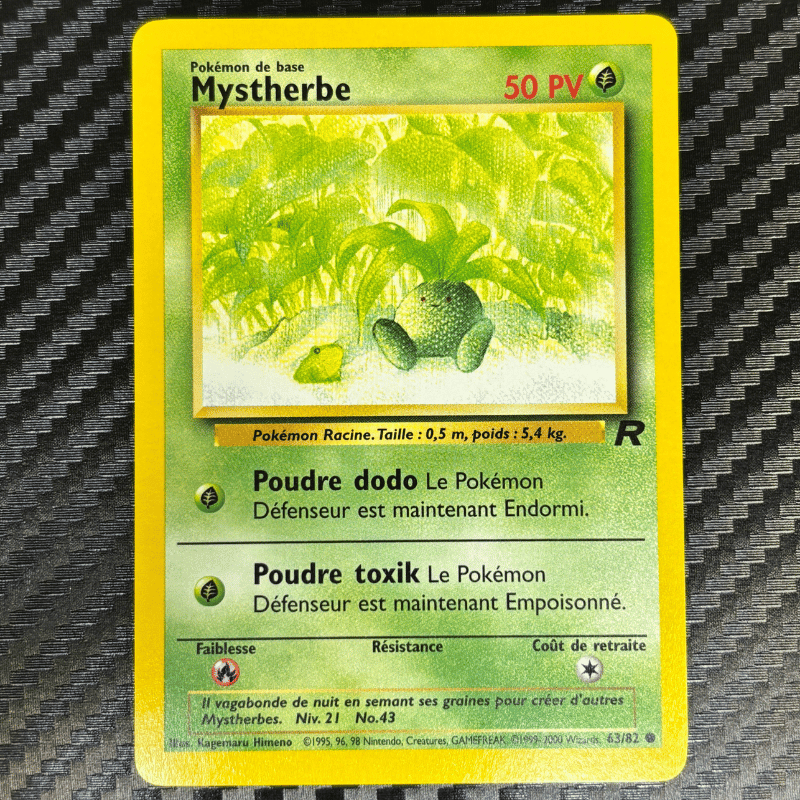 Pokémon de base
Mystherbe 50 PV
Pokémon Racine. Taille : 0,5 m, poids : 5,4 kg.
R
Poudre dodo Le Pokémon
Défenseur est maintenant Endormi.
Poudre toxik Le Pokémon
Défenseur est maintenant Empoisonné.
Faiblesse Résistance Coût de retraite
Il vagabonde de nuit en semant ses graines pour créer d'autres
Mystherbes. Niv. 21 No.43
Illus. Kagemaru Himeno ©1995, 96, 98 Nintendo, Creatures, GAMEFREAK. ©1999-2000 Wizards. 63/82